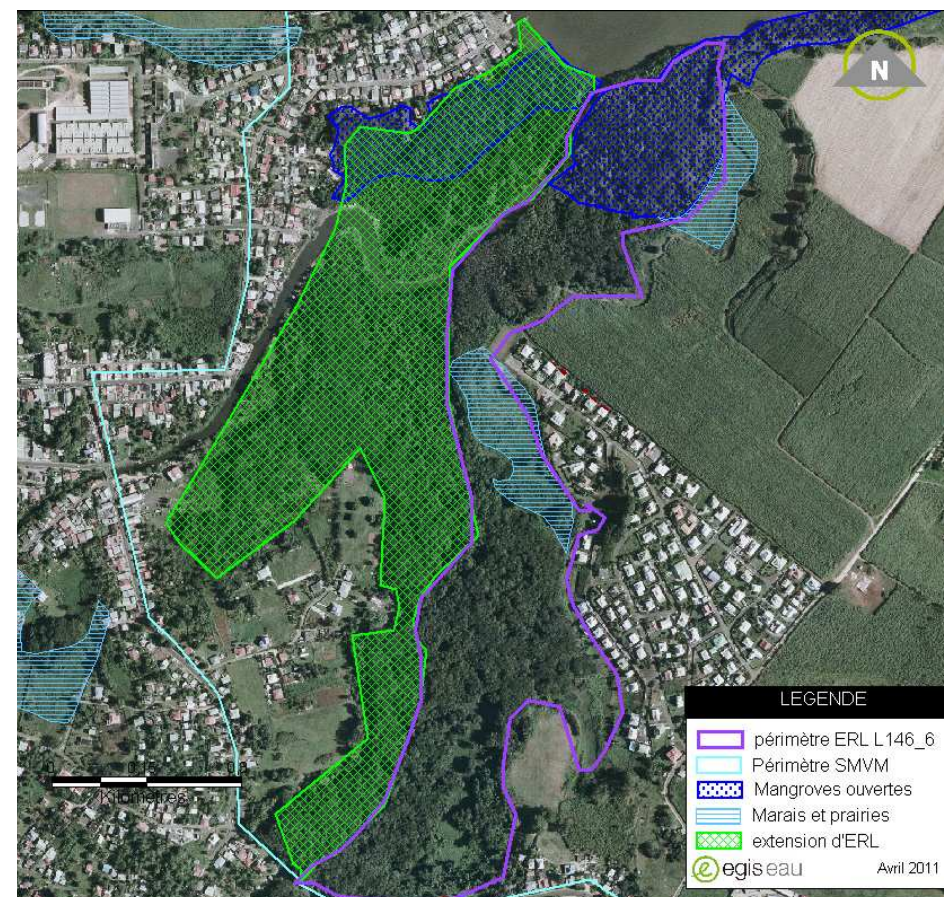 N
Kilomètres
LEGENDE
périmètre ERL L146_6
Périmètre SMVM
Mangroves ouvertes
Marais et prairies
extension d'ERL
egis eau Avril 2011